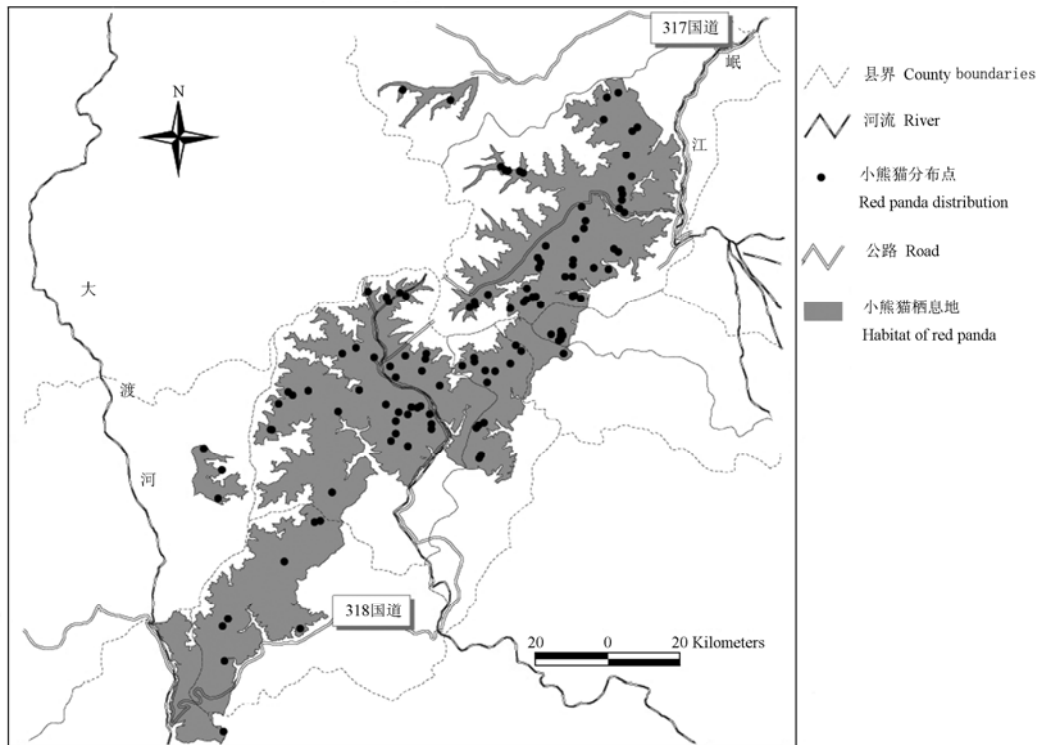 317国道
岷
江
N
大
渡
河
318国道
20 0 20 Kilometers
县界 County boundaries
河流 River
小熊猫分布点
Red panda distribution
公路 Road
小熊猫栖息地
Habitat of red panda